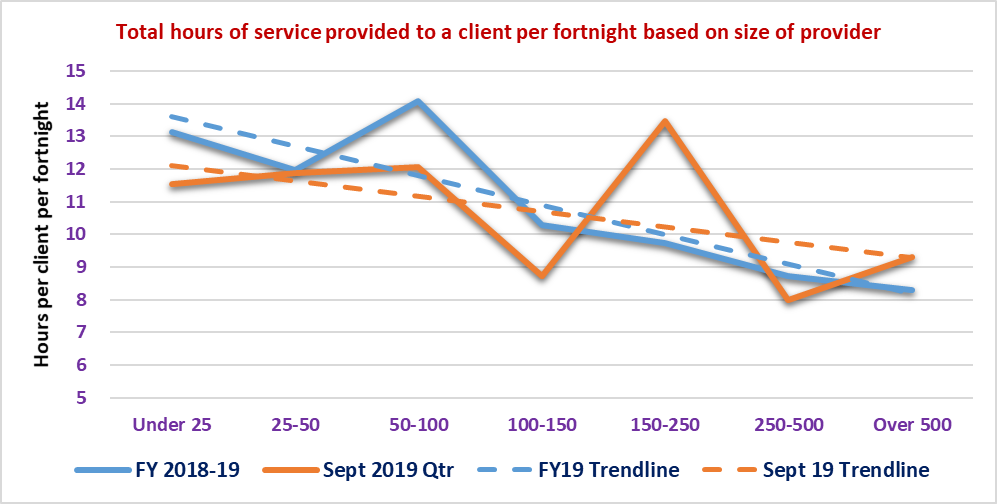 Total hours of service provided to a client per fortnight based on size of provider
Hours per client per fortnight
15
14
13
12
11
10
9
8
7
6
5
Under 25 25-50 50-100 100-150 150-250 250-500 Over 500
FY 2018-19 Sept 2019 Qtr FY19 Trendline Sept 19 Trendline